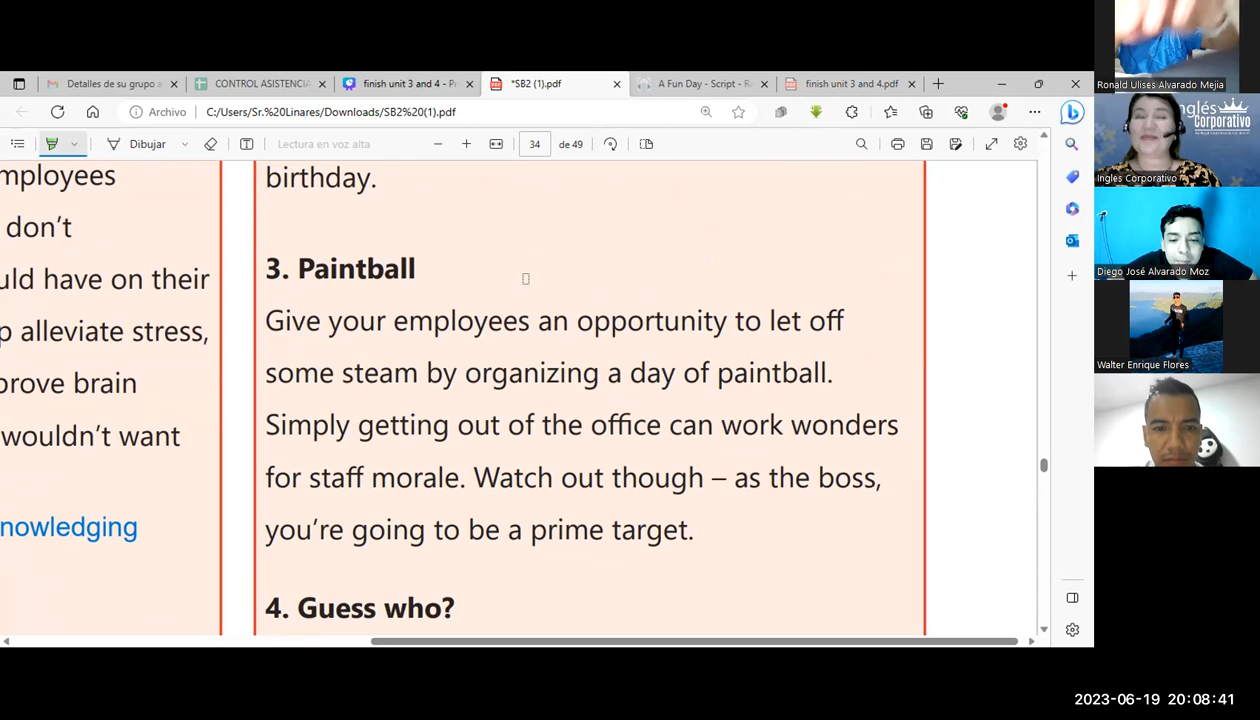 Detalles de su grupo a
CONTROL ASISTENCIA
finish unit 3 and 4 - Pr
*SB2 (1).pdf
A Fun Day - Script - Ra
finish unit 3 and 4.pdf
Archivo
C:/Users/Sr.%20Linares/Downloads/SB2%20(1).pdf
Dibujar
Lectura en voz alta
34
de 49
mployees
don't
uld have on their
p alleviate stress,
prove brain
wouldn't want
nowledging
birthday.
3. Paintball
Give your employees an opportunity to let off
some steam by organizing a day of paintball.
Simply getting out of the office can work wonders
for staff morale. Watch out though – as the boss,
you're going to be a prime target.
4. Guess who?
Ronald Ulises Alvarado Mejia
Inglés
Corporativo
Ingles Corporativo
Diego José Alvarado Moz
Walter Enrique Flores
2023-06-19 20:08:41